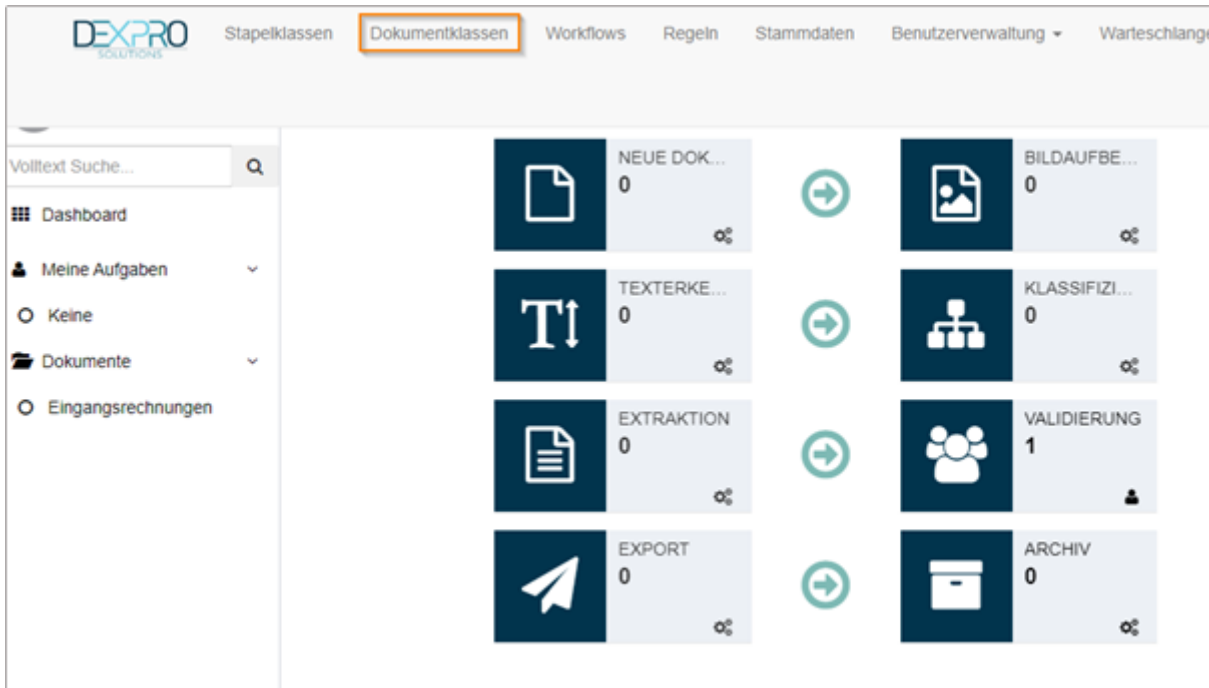 DEXPRO
SOLUTIONS
Stapelklassen Dokumentklassen Workflows Regeln Stammdaten Benutzerverwaltung Warteschlange
Volltext Suche...
Dashboard
Meine Aufgaben
Keine
Dokumente
Eingangsrechnungen
NEUE DOK...
0
BILDAUFBE...
0
TEXTERKE...
0
KLASSIFIZI...
0
EXTRAKTION
0
VALIDIERUNG
1
EXPORT
0
ARCHIV
0